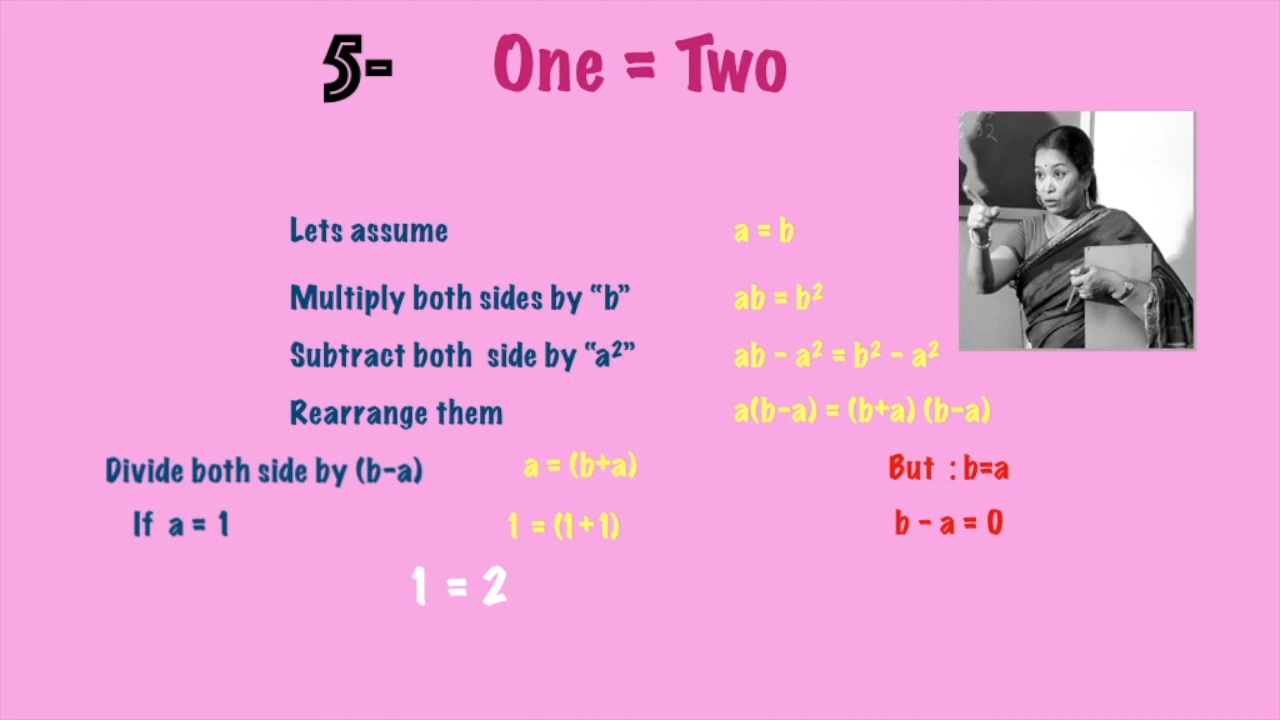 5- One = Two
Lets assume a = b
Multiply both sides by “b” ab = b²
Subtract both side by “a²” ab - a² = b² - a²
Rearrange them a(b-a) = (b+a) (b-a)
Divide both side by (b-a) a = (b+a) But : b=a
If a = 1 1 = (1+1) b - a = 0
1 = 2